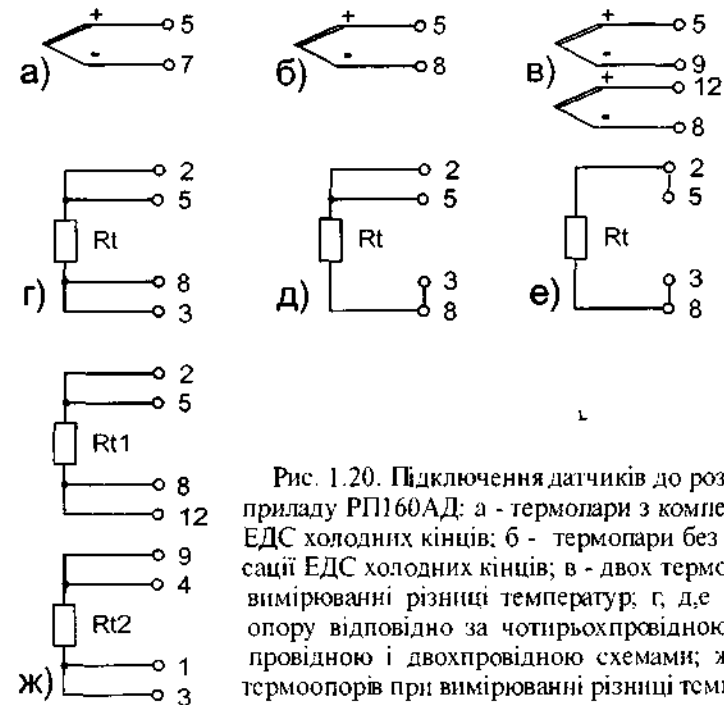 + 5
- 7
а)
+ 5
- 8
б)
+ 5
- 9
в)
+ 12
- 8
2
5
Rt
8
3
г)
2
5
Rt
3
8
д)
2
5
Rt
3
8
е)
2
5
Rt1
8
12
9
4
Rt2
1
3
ж)
Рис. 1.20. Підключення датчиків до роз
приладу РП160АД: а - термопари з компе
ЕДС холодних кінців; б - термопари без
сації ЕДС холодних кінців; в - двох термо
вимірюванні різниці температур; г, д,е
опору відповідно за чотирьохпровідною
провідною і двохпровідною схемами; ж
термоопорів при вимірюванні різниці темп